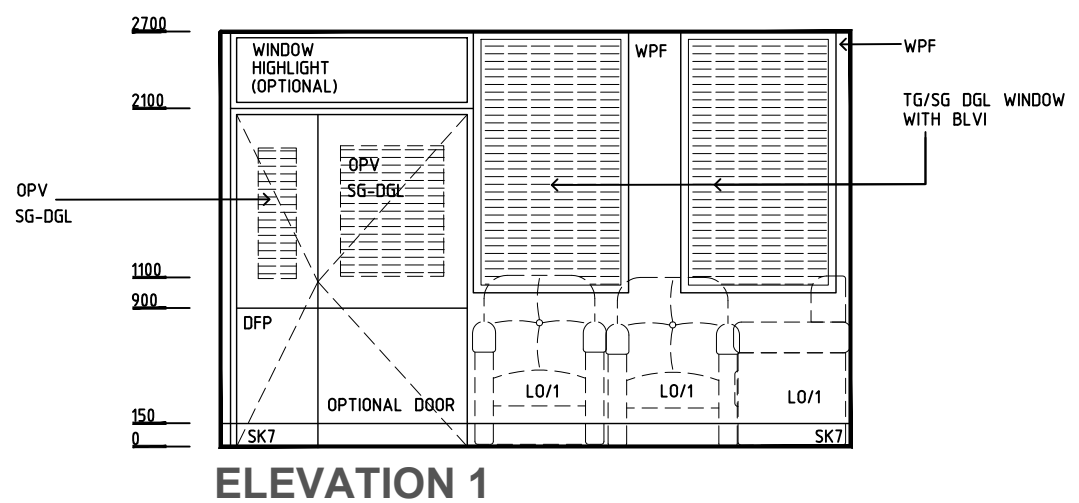 2700
WINDOW
HIGHLIGHT
(OPTIONAL)
WPF
WPF
2100
TG/SG DGL WINDOW
WITH BLVI
OPV
SG-DGL
OPV
SG-DGL
1100
900
DFP
OPTIONAL DOOR
LO/1
LO/1
LO/1
150
0
SK7
SK7
ELEVATION 1